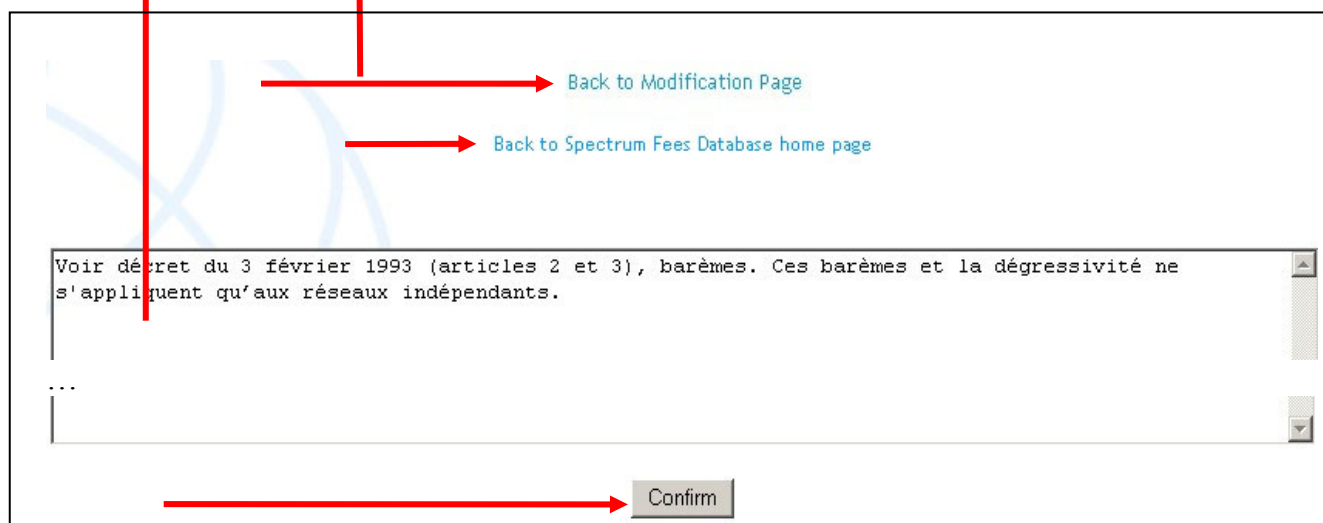 Back to Modification Page
Back to Spectrum Fees Database home page
Voir décret du 3 février 1993 (articles 2 et 3), barèmes. Ces barèmes et la dégressivité ne
s'appliquent qu’aux réseaux indépendants.
...
Confirm